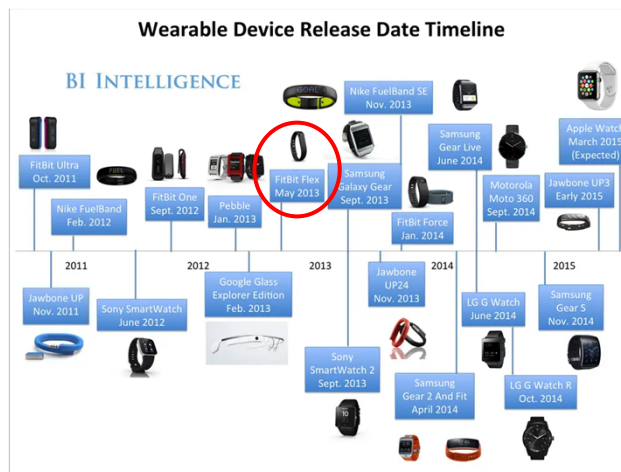 Wearable Device Release Date Timeline
BI INTELLIGENCE
GOAL
Nike FuelBand SE
Nov. 2013
FitBit Ultra
Oct. 2011
FUEL
Nike FuelBand
Feb. 2012
FitBit One
Sept. 2012
Pebble
Jan. 2013
FitBit Flex
May 2013
Samsung
Galaxy Gear
Sept. 2013
FitBit Force
Jan. 2014
Samsung
Gear Live
June 2014
Motorola
Moto 360
Sept. 2014
Apple Watch
March 2015
(Expected)
Jawbone UP3
Early 2015
2011
2012
2013
2014
2015
Jawbone UP
Nov. 2011
Sony SmartWatch
June 2012
Google Glass
Explorer Edition
Feb. 2013
Sony
SmartWatch 2
Sept. 2013
10
Jawbone
UP24
Nov. 2013
Samsung
Gear 2 And Fit
April 2014
LG G Watch
June 2014
LG G Watch R
Oct. 2014
Samsung
Gear S
Nov. 2014